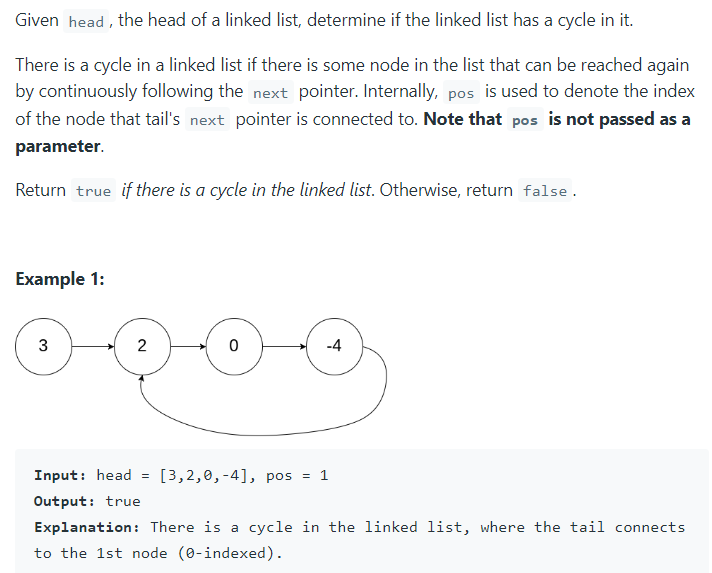 Given head , the head of a linked list, determine if the linked list has a cycle in it.
There is a cycle in a linked list if there is some node in the list that can be reached again
by continuously following the next pointer. Internally, pos is used to denote the index
of the node that tail's next pointer is connected to. Note that pos is not passed as a
parameter.
Return true if there is a cycle in the linked list. Otherwise, return false .
Example 1:
3 2 0 -4
Input: head = [3,2,0,-4], pos = 1
Output: true
Explanation: There is a cycle in the linked list, where the tail connects
to the 1st node (0-indexed).